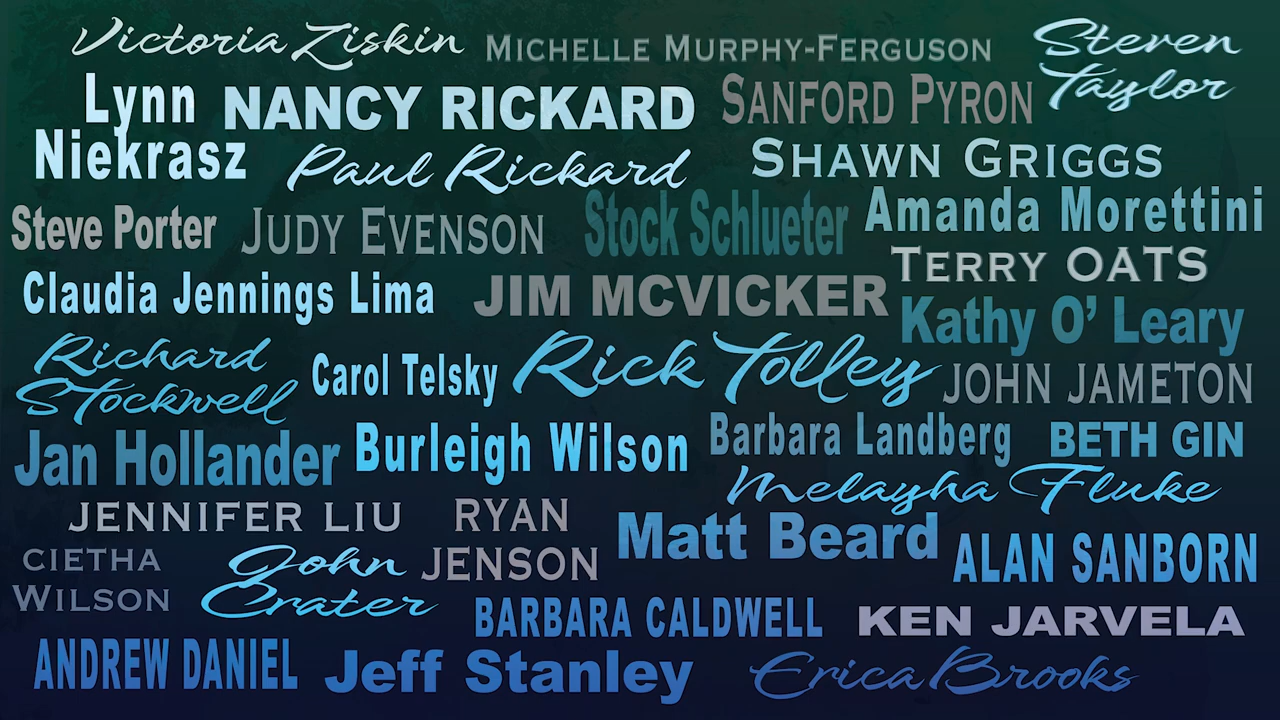 Victoria Ziskin
MICHELLE MURPHY-FERGUSON
Steven
Taylor
Lynn
Niekrasz
NANCY RICKARD
SANFORD PYRON
Paul Rickard
SHAWN GRIGGS
Steve Porter
JUDY EVENSON
Stock Schlueter
Amanda Morettini
TERRY OATS
Claudia Jennings Lima
JIM MCVICKER
Kathy O’ Leary
Richard
Stockwell
Carol Telsky
Rick Tolley
JOHN JAMETON
Jan Hollander
Burleigh Wilson
Barbara Landberg
BETH GIN
Melaysha Fluke
JENNIFER LIU
RYAN
JENSON
Matt Beard
ALAN SANBORN
CIETHA
WILSON
John
Crater
BARBARA CALDWELL
KEN JARVELA
ANDREW DANIEL
Jeff Stanley
Erica Brooks